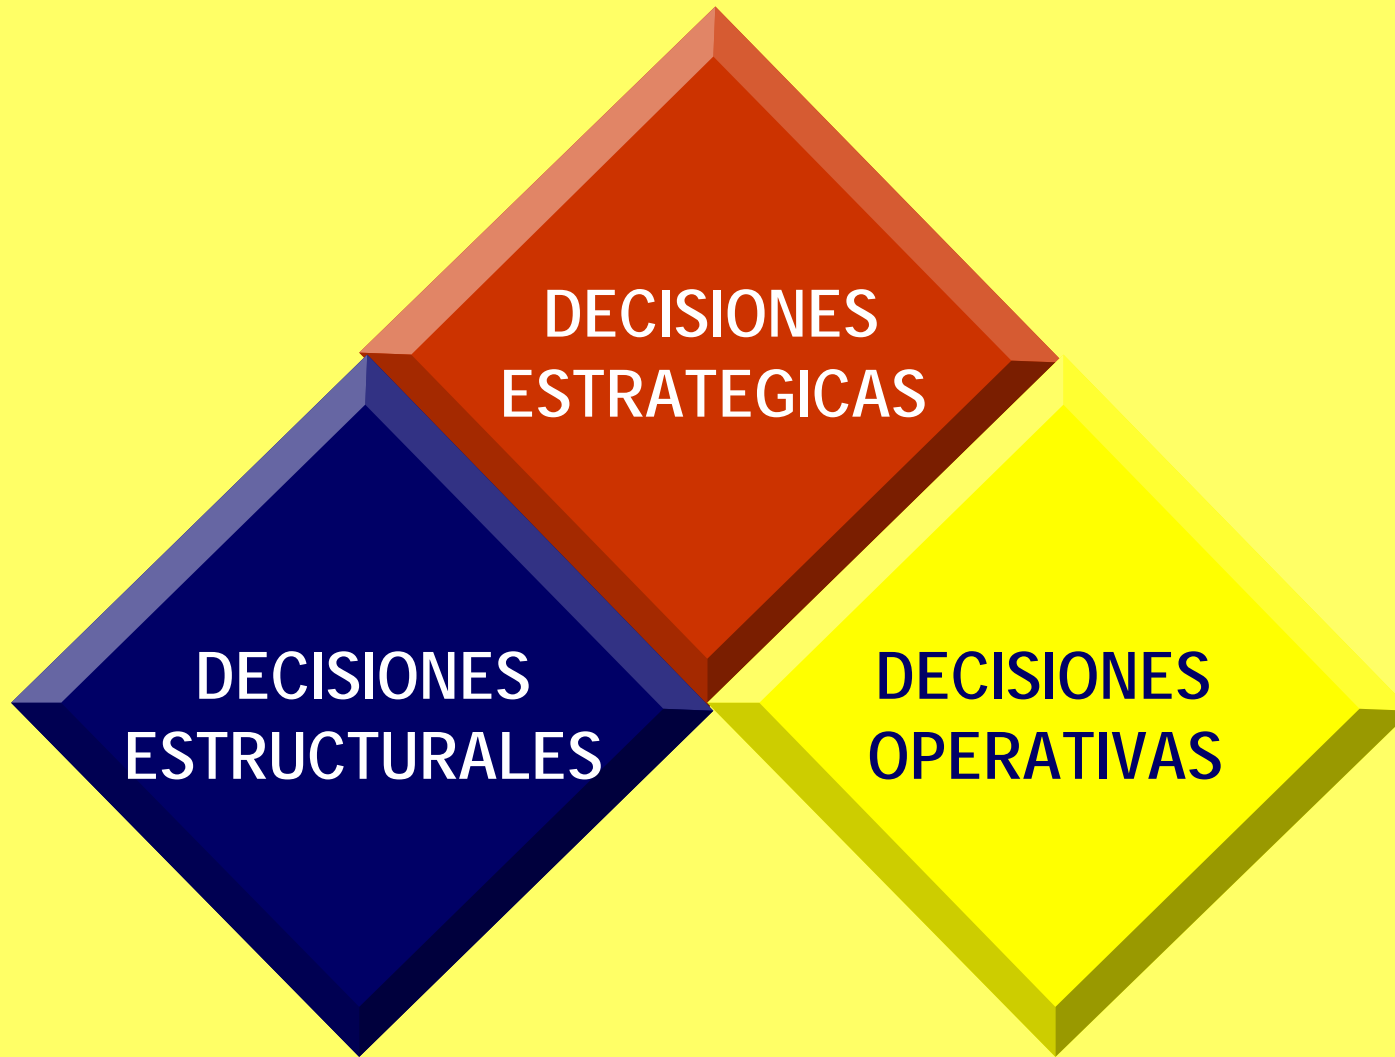 DECISIONES
ESTRATEGICAS
DECISIONES
ESTRUCTURALES
DECISIONES
OPERATIVAS